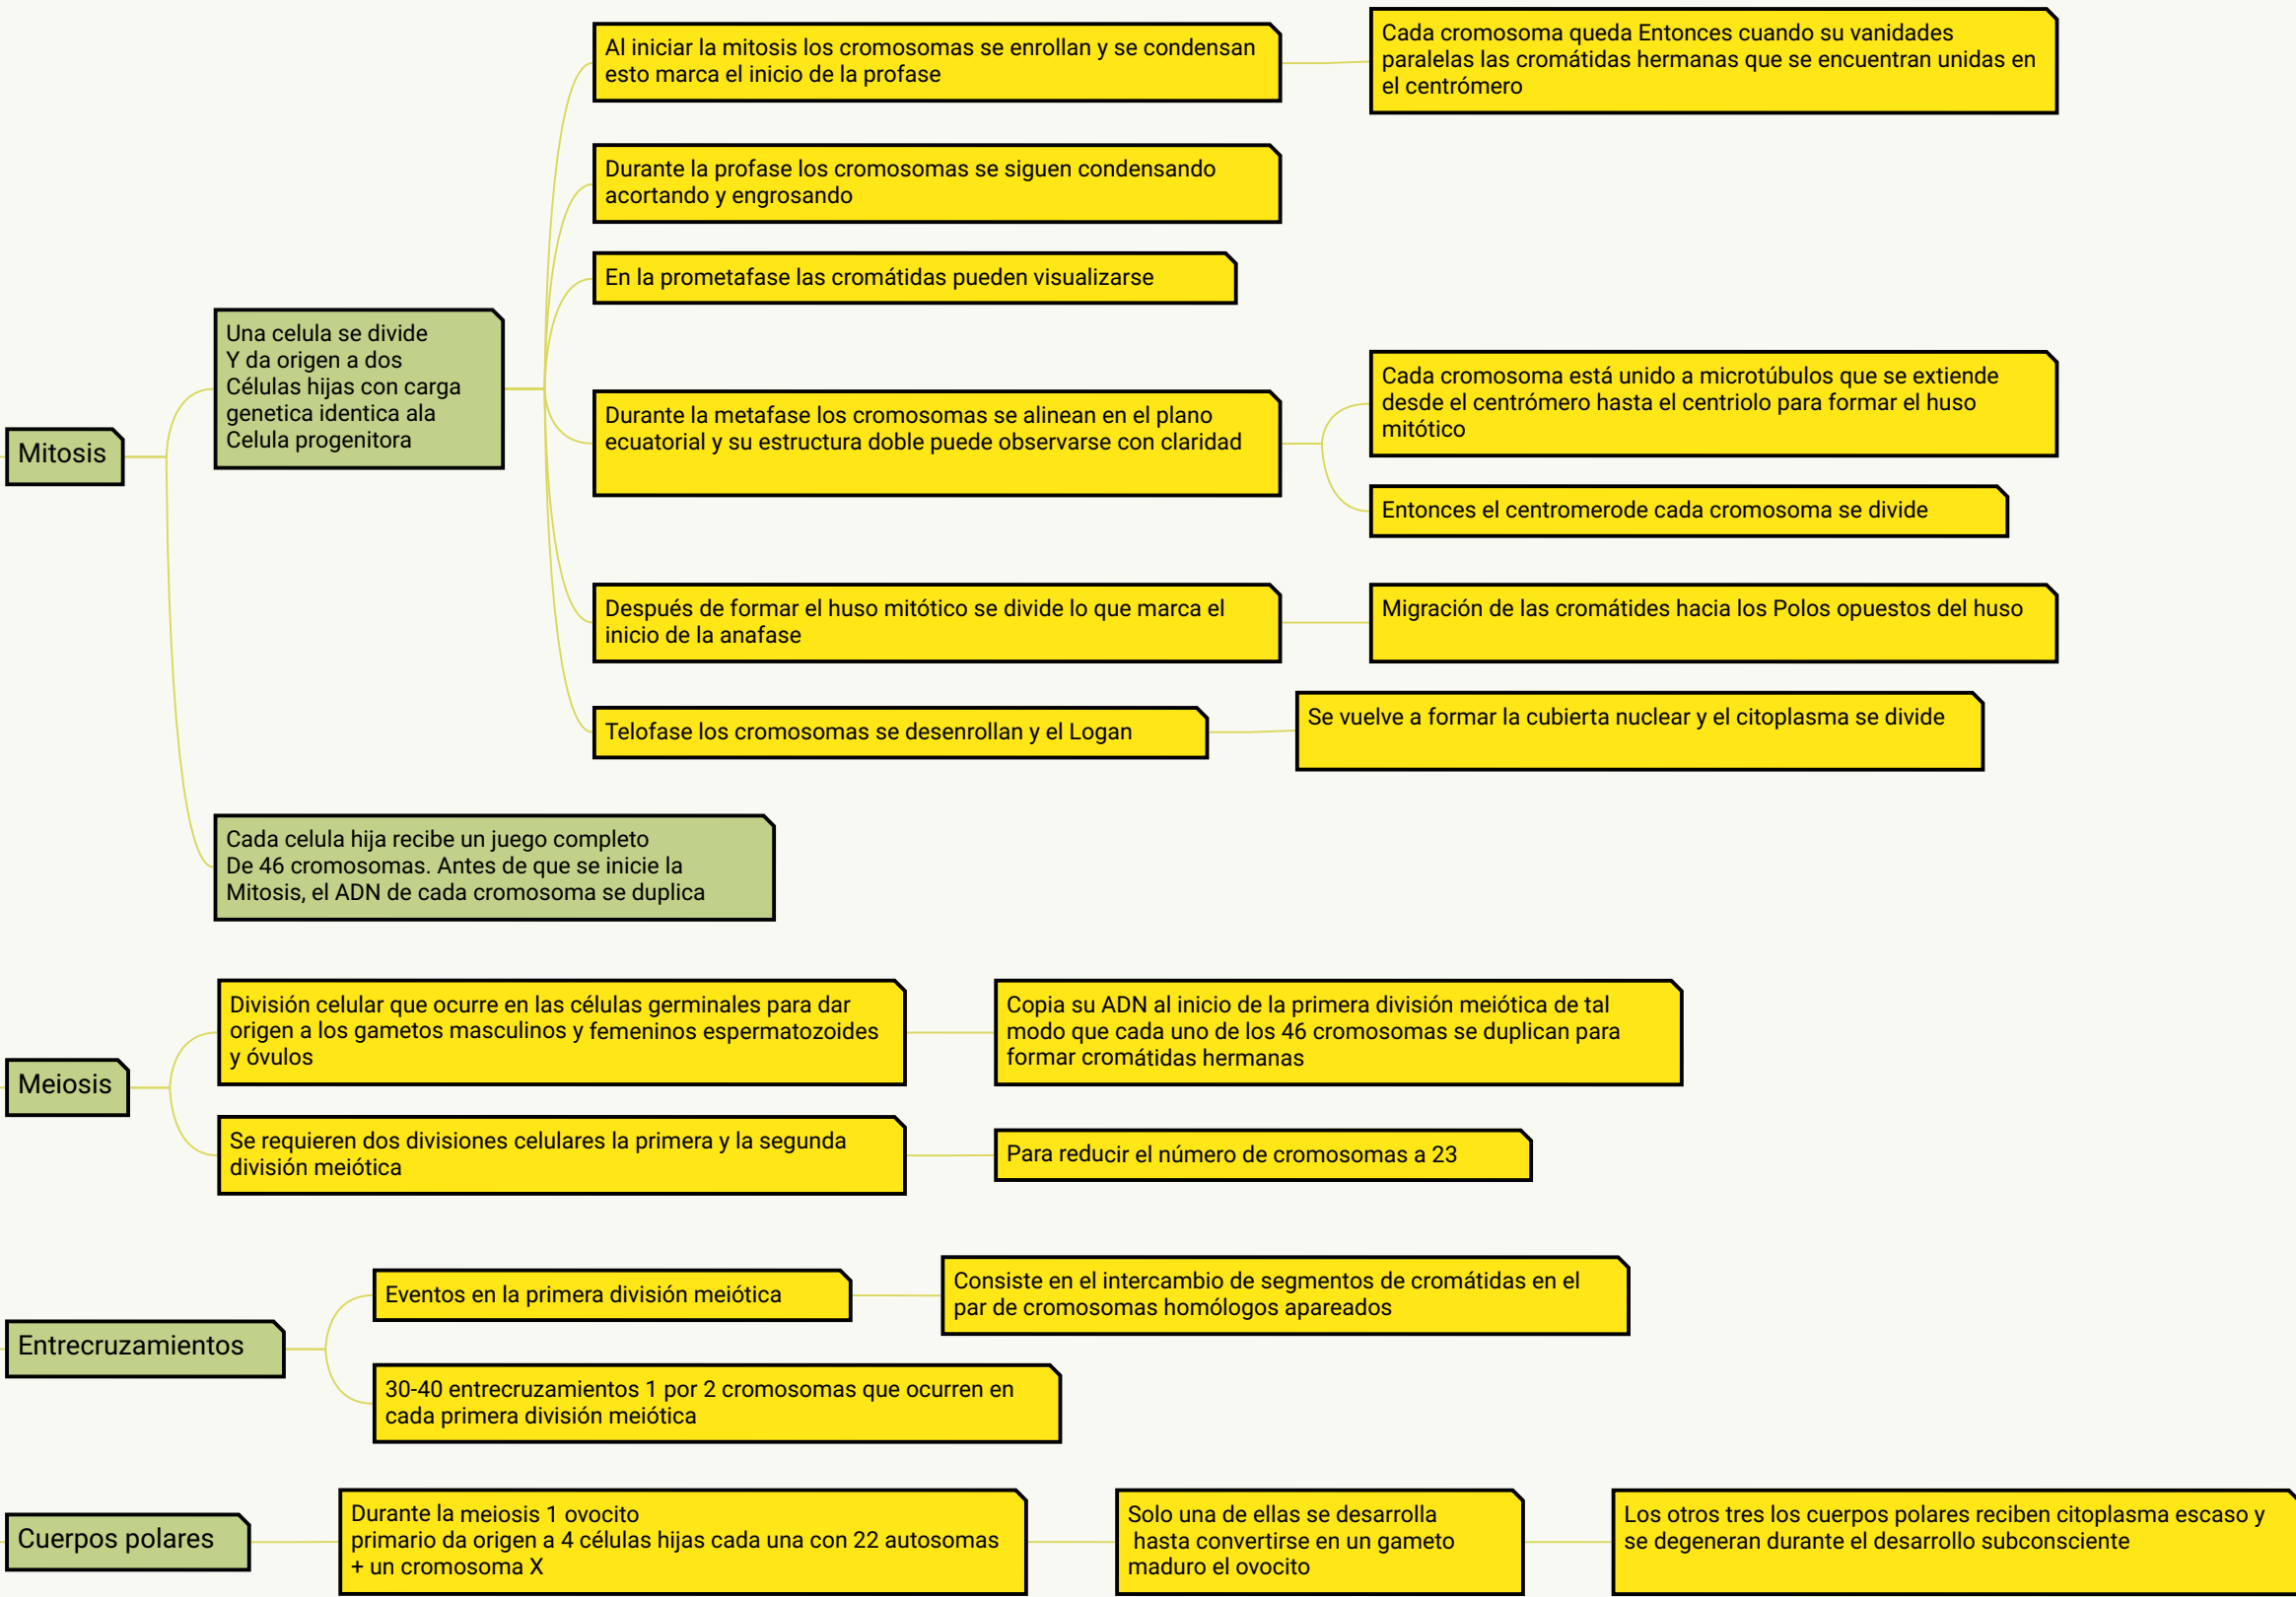 Mitosis
Una celula se divide
Y da origen a dos
Células hijas con carga
genetica identica ala
Celula progenitora
Al iniciar la mitosis los cromosomas se enrollan y se condensan
esto marca el inicio de la profase
Cada cromosoma queda Entonces cuando su vanidades
paralelas las cromátidas hermanas que se encuentran unidas en
el centrómero
Durante la profase los cromosomas se siguen condensando
acortando y engrosando
En la prometafase las cromátidas pueden visualizarse
Durante la metafase los cromosomas se alinean en el plano
ecuatorial y su estructura doble puede observarse con claridad
Cada cromosoma está unido a microtúbulos que se extiende
desde el centrómero hasta el centriolo para formar el huso
mitótico
Entonces el centromerode cada cromosoma se divide
Después de formar el huso mitótico se divide lo que marca el
inicio de la anafase
Migración de las cromátides hacia los Polos opuestos del huso
Telofase los cromosomas se desenrollan y el Logan
Se vuelve a formar la cubierta nuclear y el citoplasma se divide
Cada celula hija recibe un juego completo
De 46 cromosomas. Antes de que se inicie la
Mitosis, el ADN de cada cromosoma se duplica
Meiosis
División celular que ocurre en las células germinales para dar
origen a los gametos masculinos y femeninos espermatozoides
y óvulos
Copia su ADN al inicio de la primera división meiótica de tal
modo que cada uno de los 46 cromosomas se duplican para
formar cromátidas hermanas
Se requieren dos divisiones celulares la primera y la segunda
división meiótica
Para reducir el número de cromosomas a 23
Entrecruzamientos
Eventos en la primera división meiótica
Consiste en el intercambio de segmentos de cromátidas en el
par de cromosomas homólogos apareados
30-40 entrecruzamientos 1 por 2 cromosomas que ocurren en
cada primera división meiótica
Cuerpos polares
Durante la meiosis 1 ovocito
primario da origen a 4 células hijas cada una con 22 autosomas
+ un cromosoma X
Solo una de ellas se desarrolla
hasta convertirse en un gameto
maduro el ovocito
Los otros tres los cuerpos polares reciben citoplasma escaso y
se degeneran durante el desarrollo subconsciente